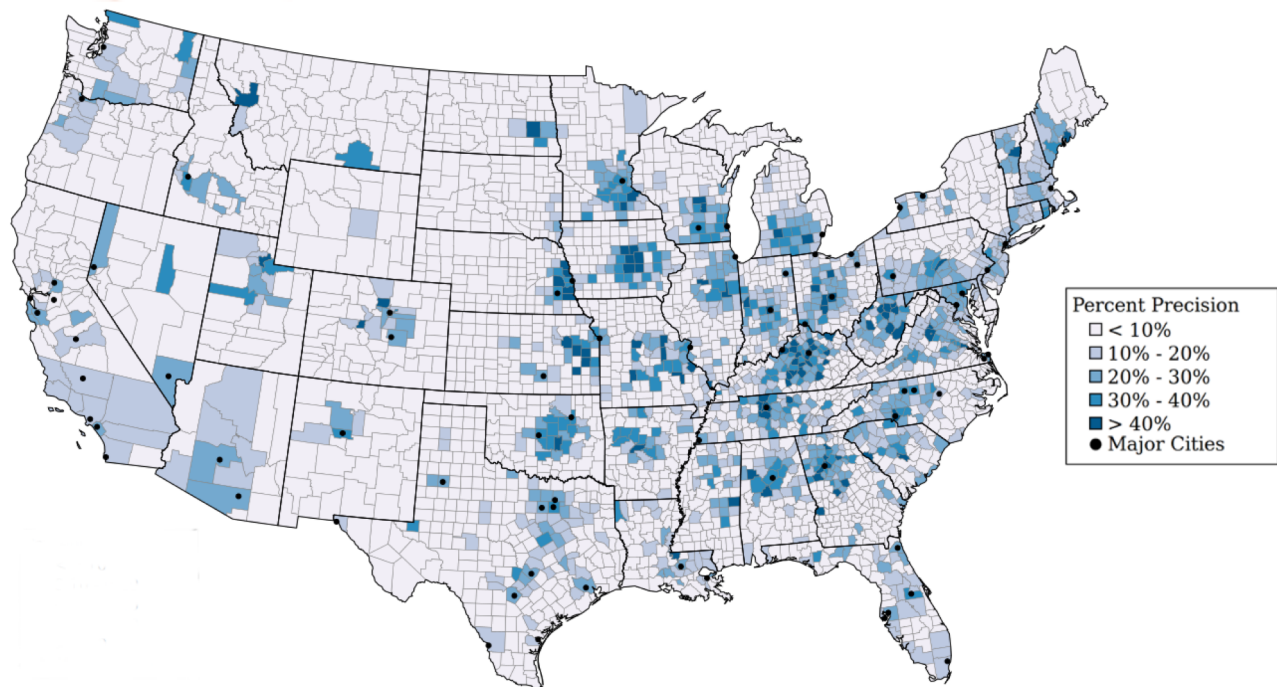 Percent Precision
< 10%
10% - 20%
20% - 30%
30% - 40%
> 40%
Major Cities